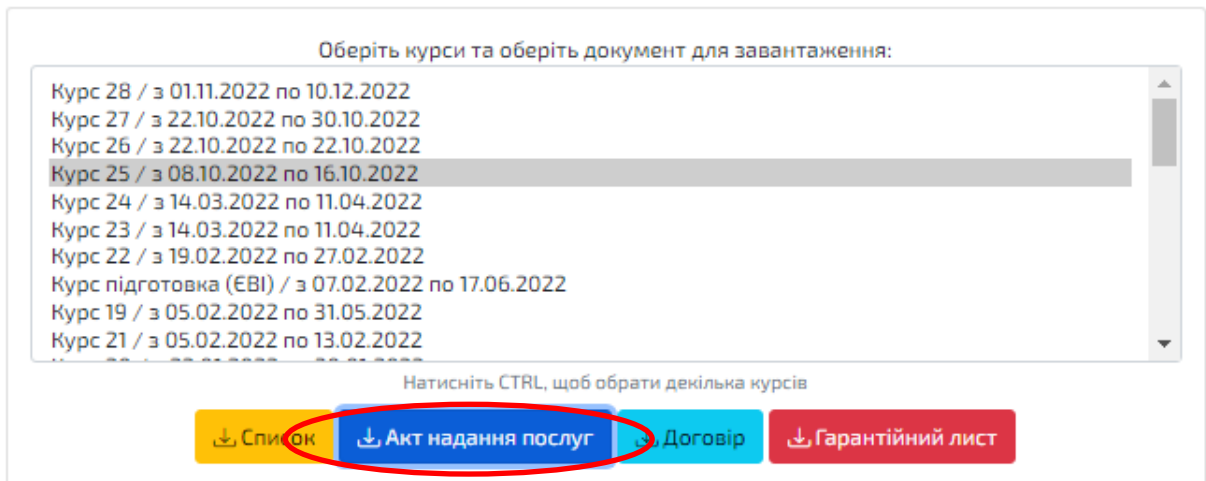 Оберіть курси та оберіть документ для завантаження:
Курс 28 / з 01.11.2022 по 10.12.2022
Курс 27 / з 22.10.2022 по 30.10.2022
Курс 26 / з 22.10.2022 по 22.10.2022
Курс 25 / з 08.10.2022 по 16.10.2022
Курс 24 / з 14.03.2022 по 11.04.2022
Курс 23 / з 14.03.2022 по 11.04.2022
Курс 22 / з 19.02.2022 по 27.02.2022
Курс підготовка (ЄВІ) / з 07.02.2022 по 17.06.2022
Курс 19 / з 05.02.2022 по 31.05.2022
Курс 21 / з 05.02.2022 по 13.02.2022
Натисніть CTRL, щоб обрати декілька курсів
Список Акт надання послуг Договір Гарантійний лист